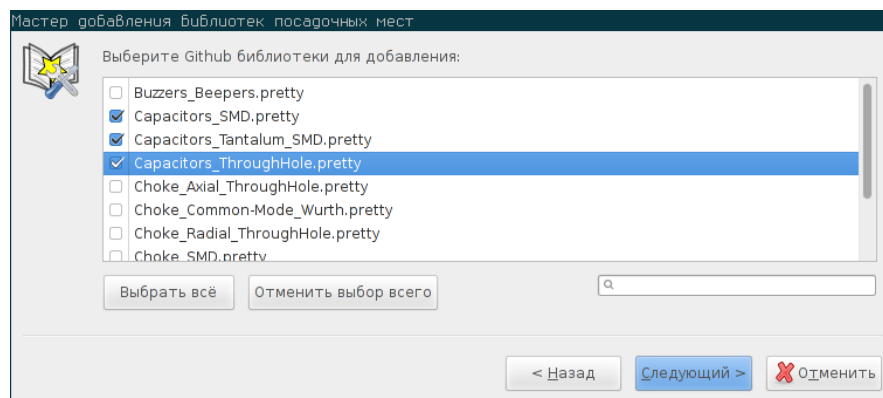 Мастер добавления библиотек посадочных мест
Выберите Github библиотеки для добавления:
Buzzers_Beepers.pretty
Capacitors_SMD.pretty
Capacitors_Tantalum_SMD.pretty
Capacitors_ThroughHole.pretty
Choke_Axial_ThroughHole.pretty
Choke_Common-Mode_Wurth.pretty
Choke_Radial_ThroughHole.pretty
Choke_SMD.pretty
Выбрать всё Отменить выбор всего
< Назад Следующий > Отменить